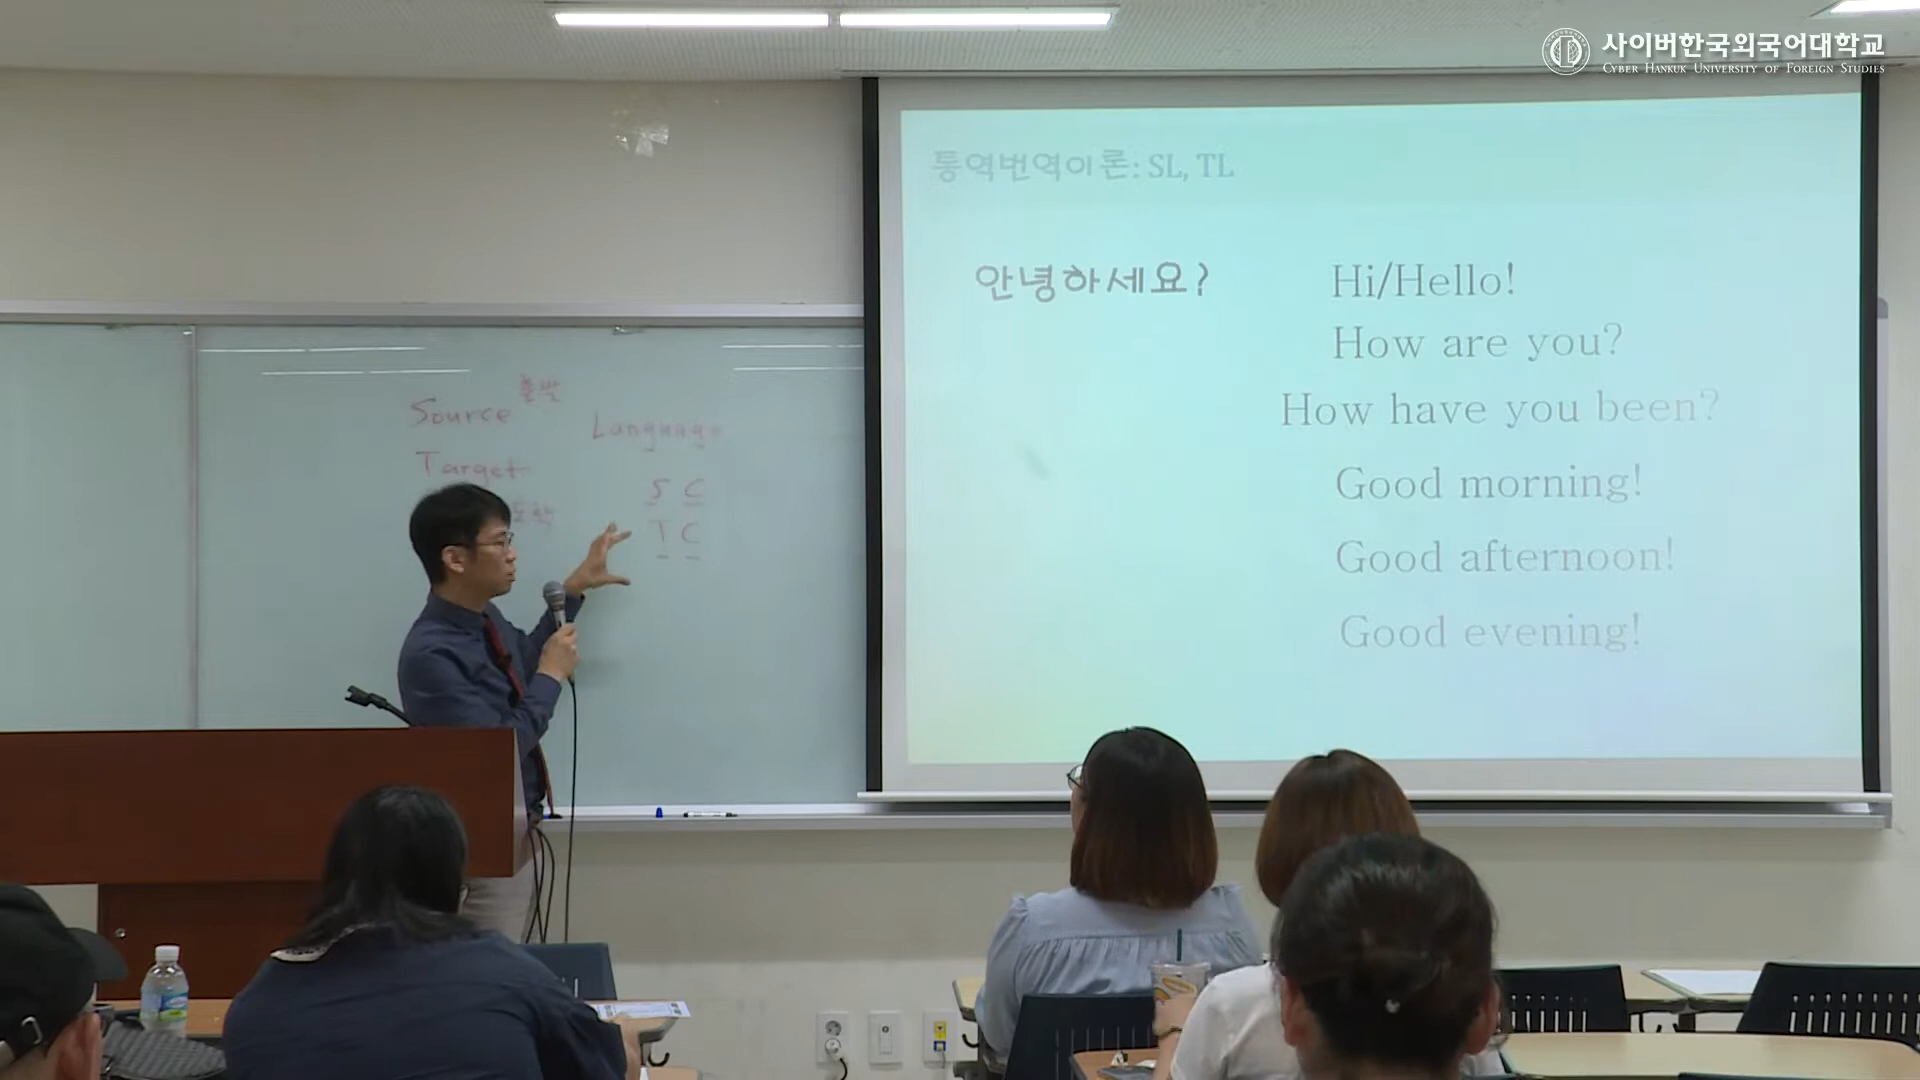 사이버한국외국어대학교
CYBER HANKUK UNIVERSITY OF FOREIGN STUDIES
통역번역이론: SL, TL
안녕하세요?
Hi/Hello!
How are you?
How have you been?
Good morning!
Good afternoon!
Good evening!
Source 출발
Language
Target
S C
T C